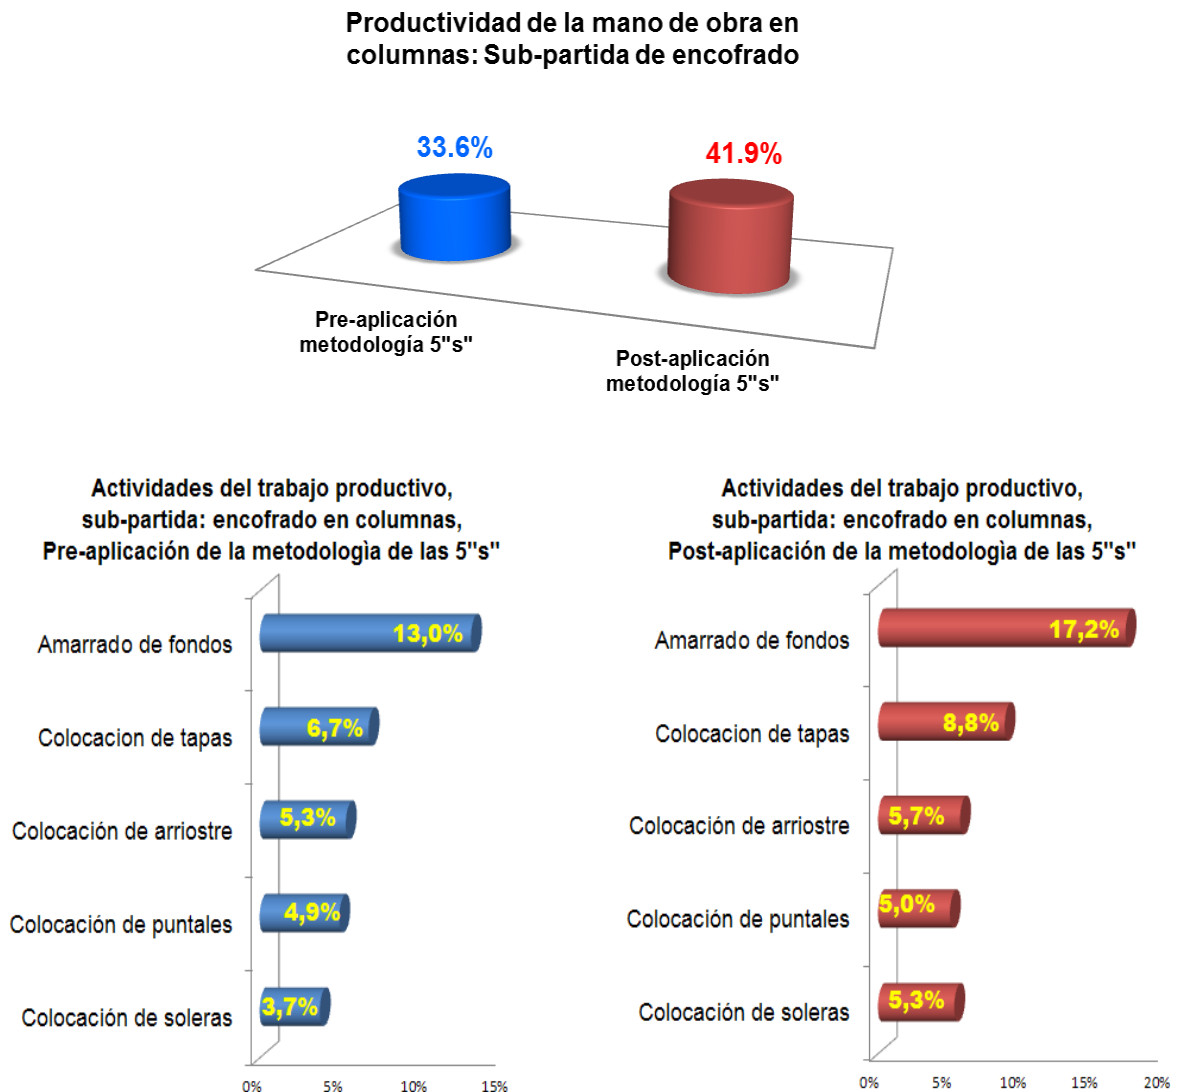 Productividad de la mano de obra en
columnas: Sub-partida de encofrado
33.6%
41.9%
Pre-aplicación
metodología 5"s"
Post-aplicación
metodología 5"s"
Actividades del trabajo productivo,
sub-partida: encofrado en columnas,
Pre-aplicación de la metodologìa de las 5"s"
Amarrado de fondos
13,0%
Colocacion de tapas
6,7%
Colocación de arriostre
5,3%
Colocación de puntales
4,9%
Colocación de soleras
3,7%
0% 5% 10% 15%
Actividades del trabajo productivo,
sub-partida: encofrado en columnas,
Post-aplicación de la metodologìa de las 5"s"
Amarrado de fondos
17,2%
Colocacion de tapas
8,8%
Colocación de arriostre
5,7%
Colocación de puntales
5,0%
Colocación de soleras
5,3%
0% 5% 10% 15% 20%